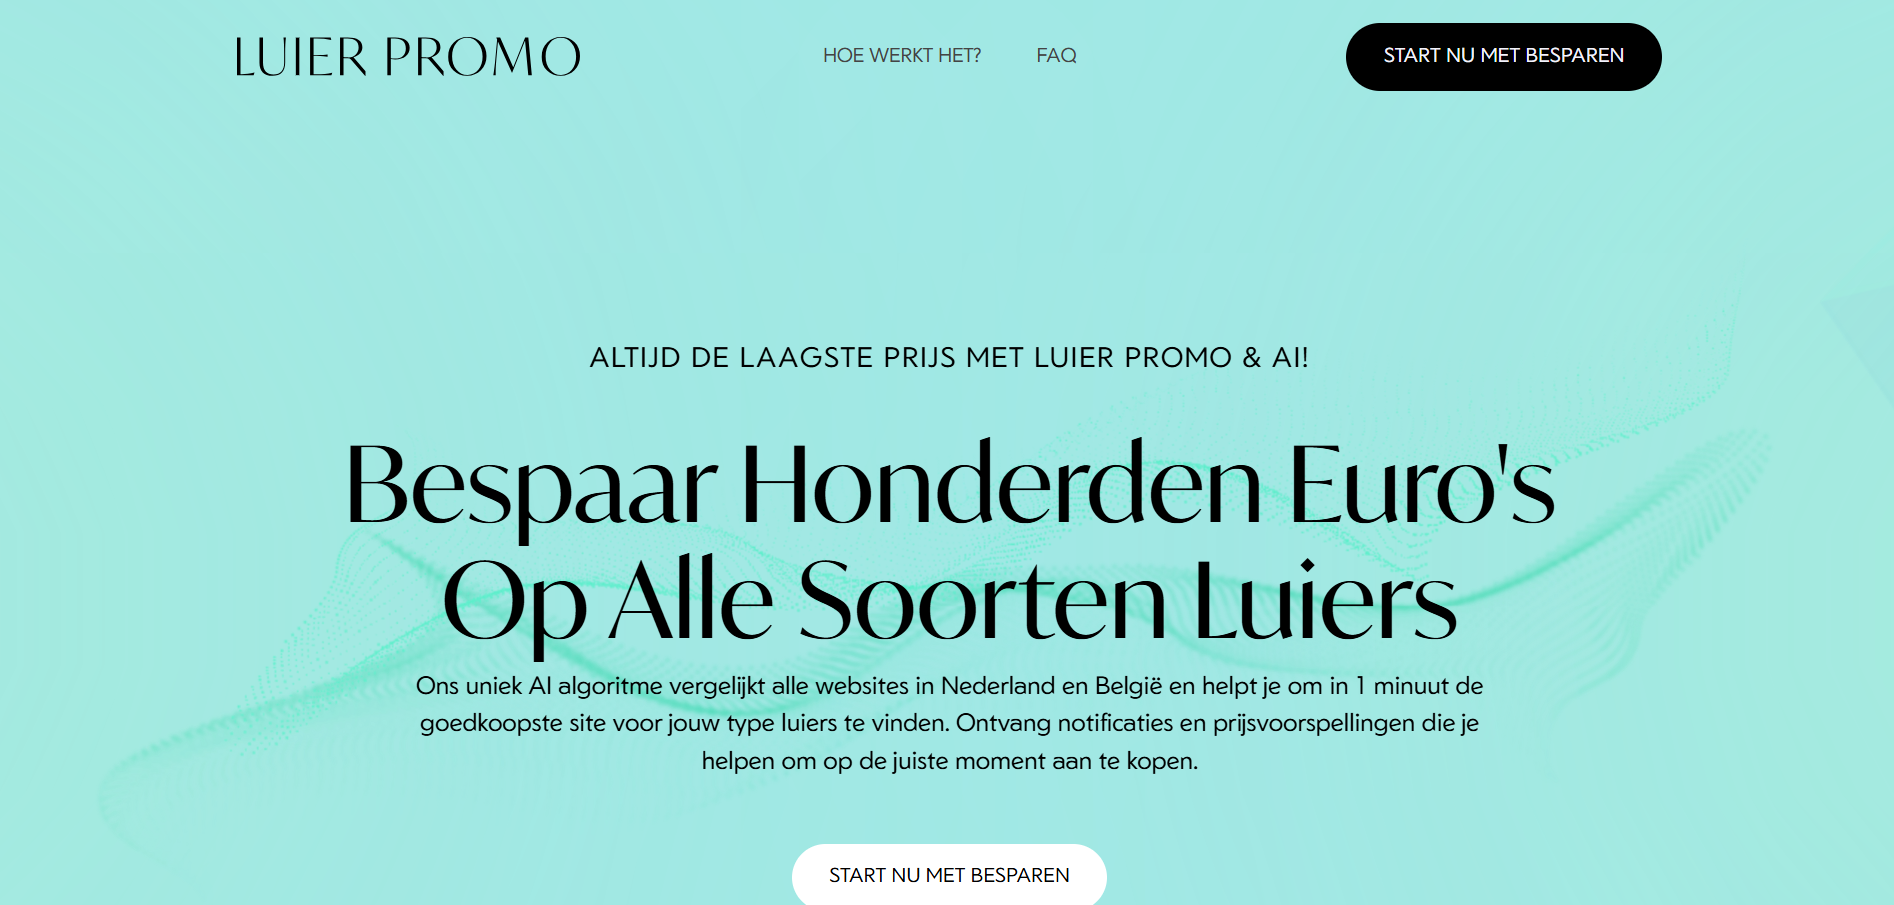 LUIER PROMO
HOE WERKT HET?
FAQ
START NU MET BESPAREN
ALTIJD DE LAAGSTE PRIJS MET LUIER PROMO & AI!
Bespaar Honderden Euro's
Op Alle Soorten Luiers
Ons uniek AI algoritme vergelijkt alle websites in Nederland en België en helpt je om in 1 minuut de
goedkoopste site voor jouw type luiers te vinden. Ontvang notificaties en prijsvoorspellingen die je
helpen om op de juiste moment aan te kopen.
START NU MET BESPAREN